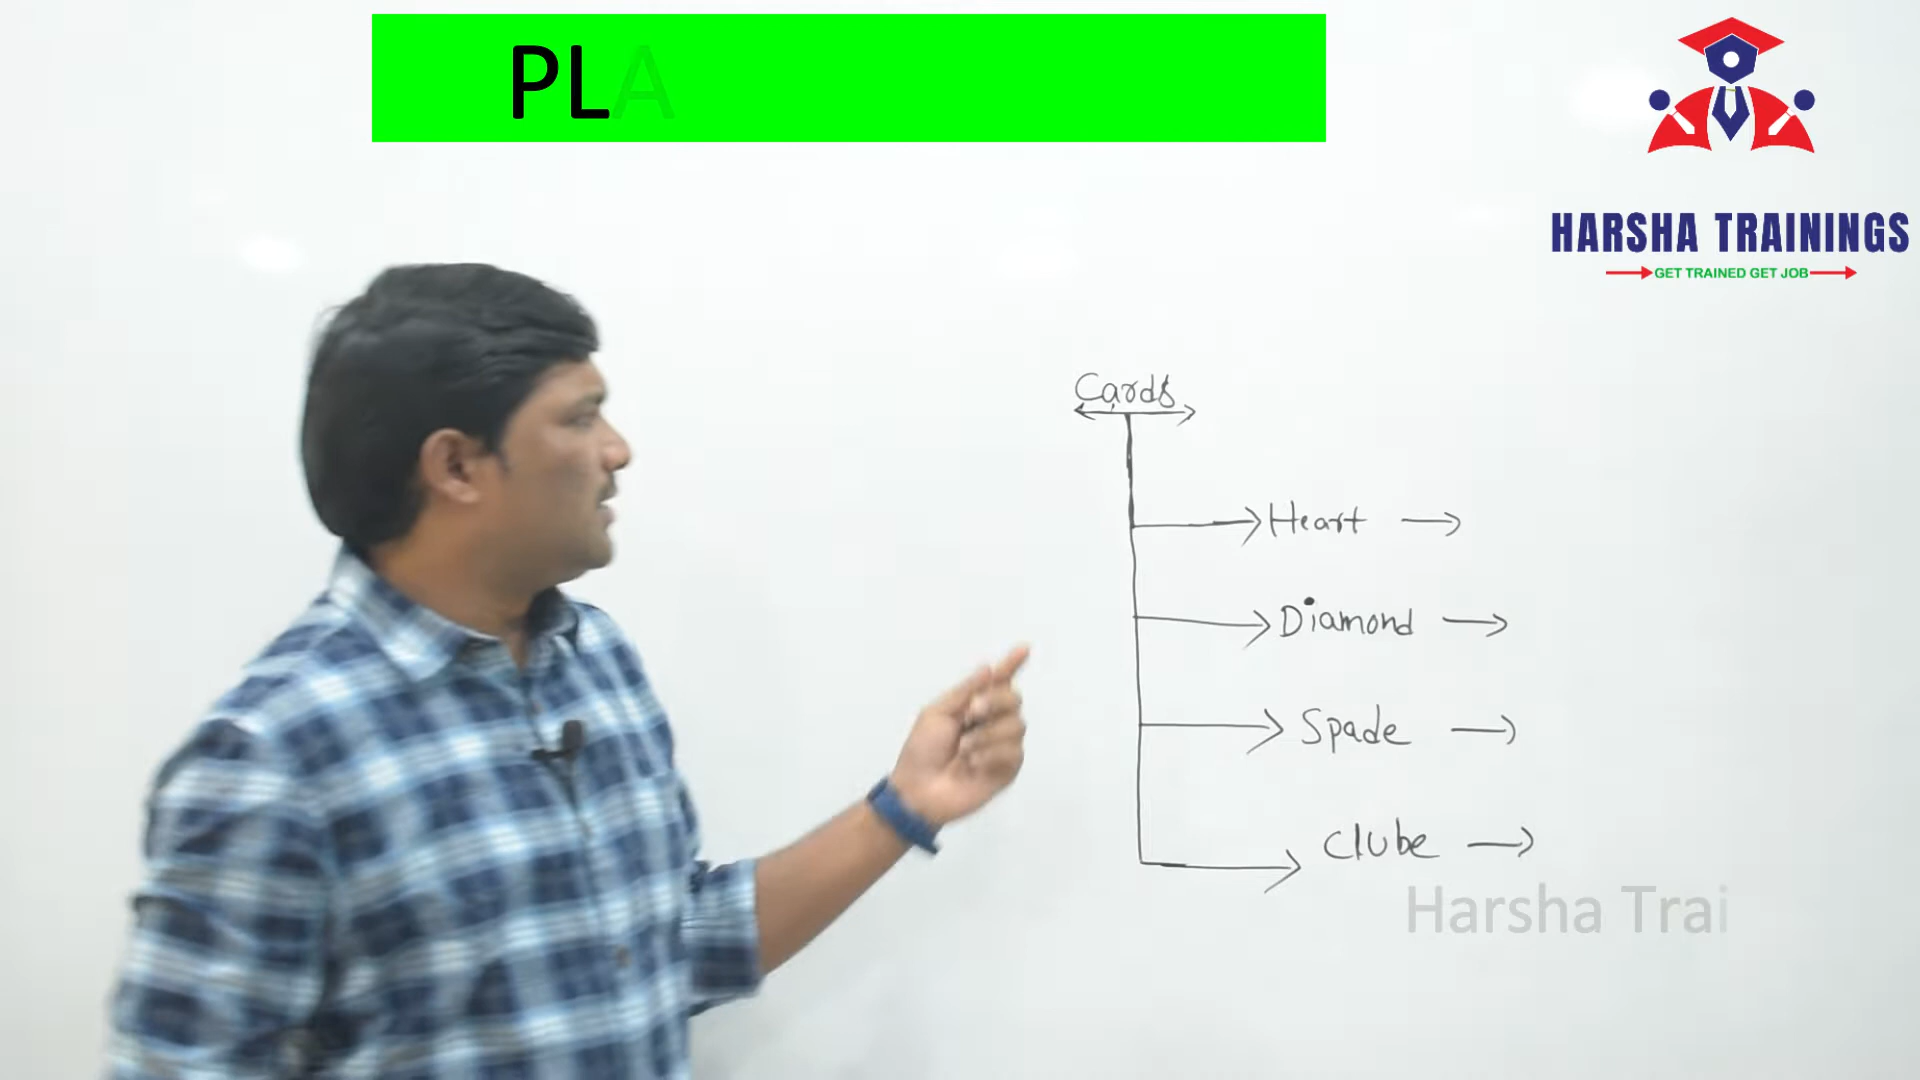 PLA
HARSHA TRAININGS
GET TRAINED GET JOB
Cards
Heart
Diamond
Spade
Clube
Harsha Trai